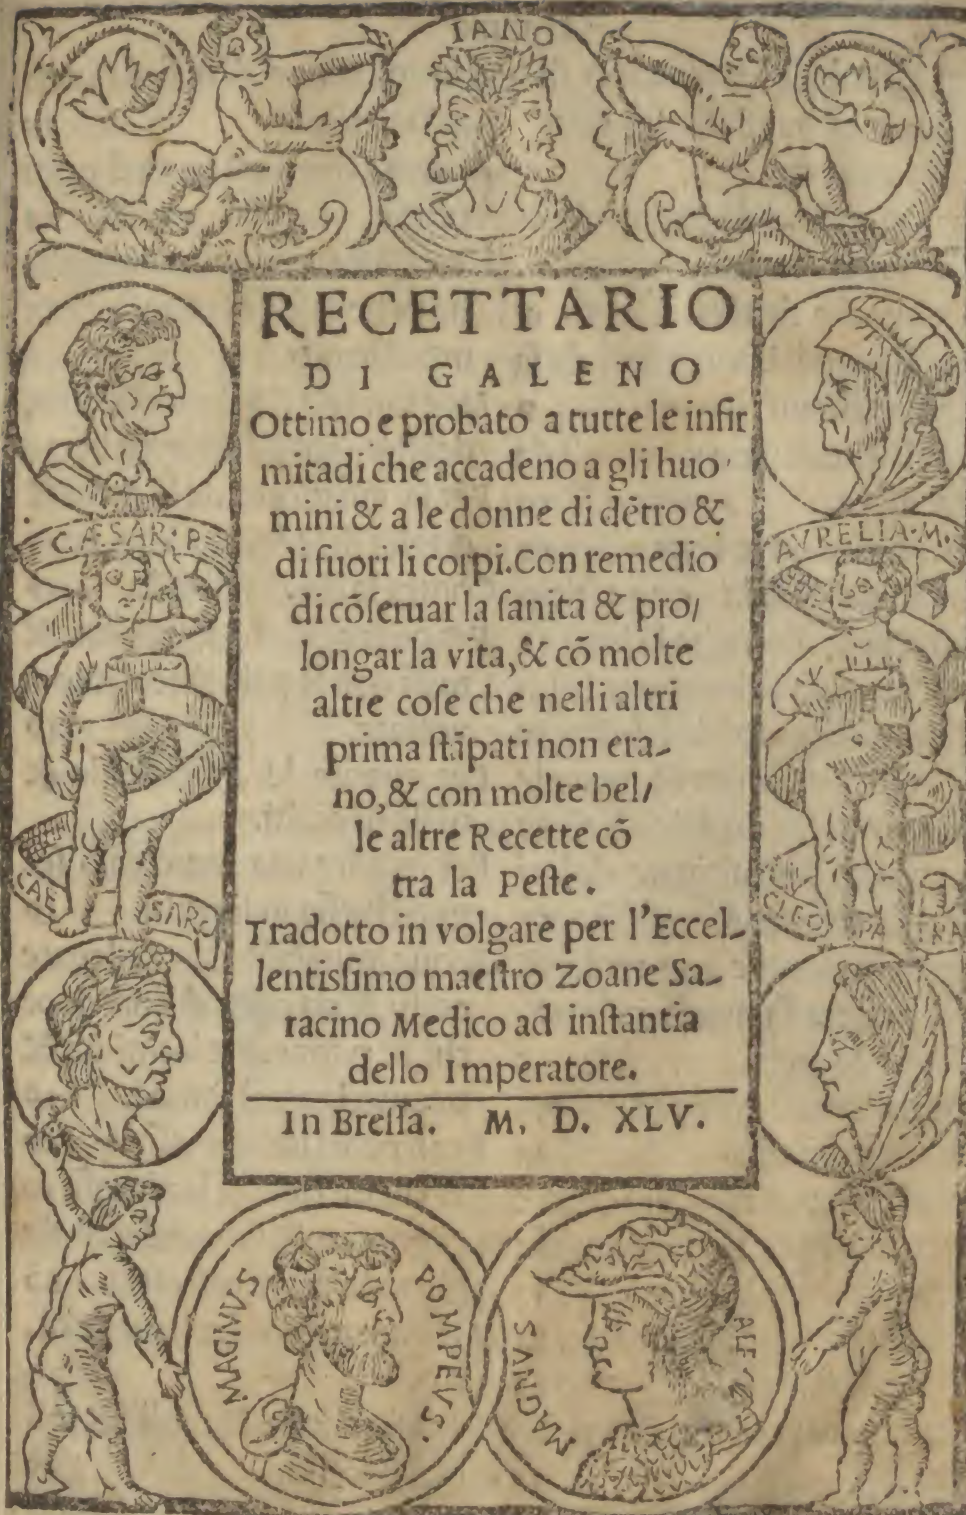 IANO
RECETTARIO
DI GALENO
Ottimo e probato a tutte le infir
mitadi che accadeno a gli huo'
mini & a le donne di dētro &
di fuori li corpi. Con remedio
di cōſeruar la ſanita & pro/
longar la vita, & cō molte
altre coſe che nelli altri
prima ſtāpati non era-
no, & con molte bel/
le altre Recette cō
tra la Peſte.
Tradotto in volgare per l'Eccel-
lentiſsimo maeſtro Zoane Sa-
racino Medico ad inſtantia
dello Imperatore.
In Breſſa. M. D. XLV.
CAESAR·P
AVRELIA·M.
CAE SARO
CLEO PA TRA
MAGNVS POMPEVS·
MAGNVS ALE